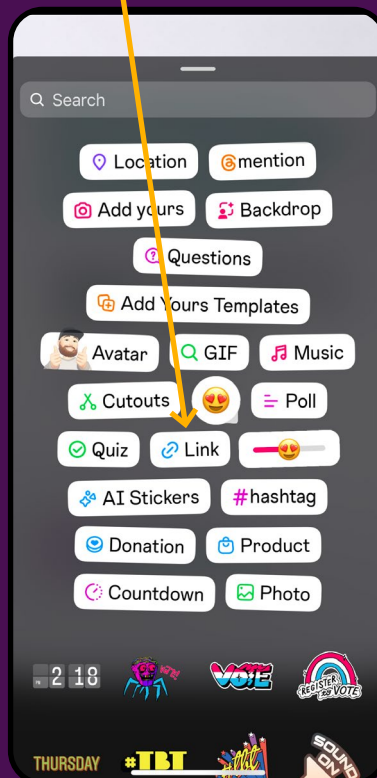 Search
Location @mention
Add yours Backdrop
Questions
Add Yours Templates
Avatar GIF Music
Cutouts Poll
Quiz Link
AI Stickers #hashtag
Donation Product
Countdown Photo
2 18 VOTE REGISTER to VOTE
THURSDAY #TBT SOUND ON